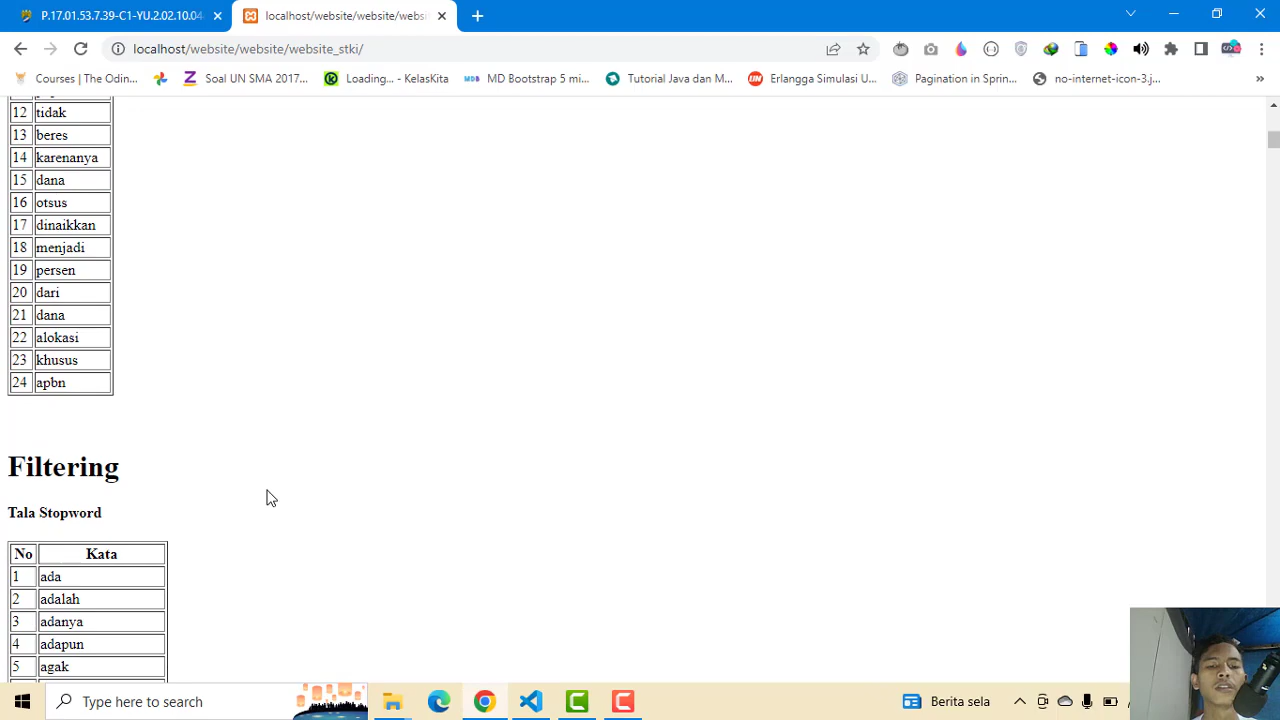 P.17.01.53.7.39-C1-YU.2.02.10.04
localhost/website/website/websi
localhost/website/website/website_stki/
Courses | The Odin...
Soal UN SMA 2017...
Loading... - KelasKita
MD Bootstrap 5 mi...
Tutorial Java dan M...
Erlangga Simulasi U...
Pagination in Sprin...
no-internet-icon-3.j...
»
12 tidak
13 beres
14 karenanya
15 dana
16 otsus
17 dinaikkan
18 menjadi
19 persen
20 dari
21 dana
22 alokasi
23 khusus
24 apbn
Filtering
Tala Stopword
No Kata
1 ada
2 adalah
3 adanya
4 adapun
5 agak
Type here to search
Berita sela